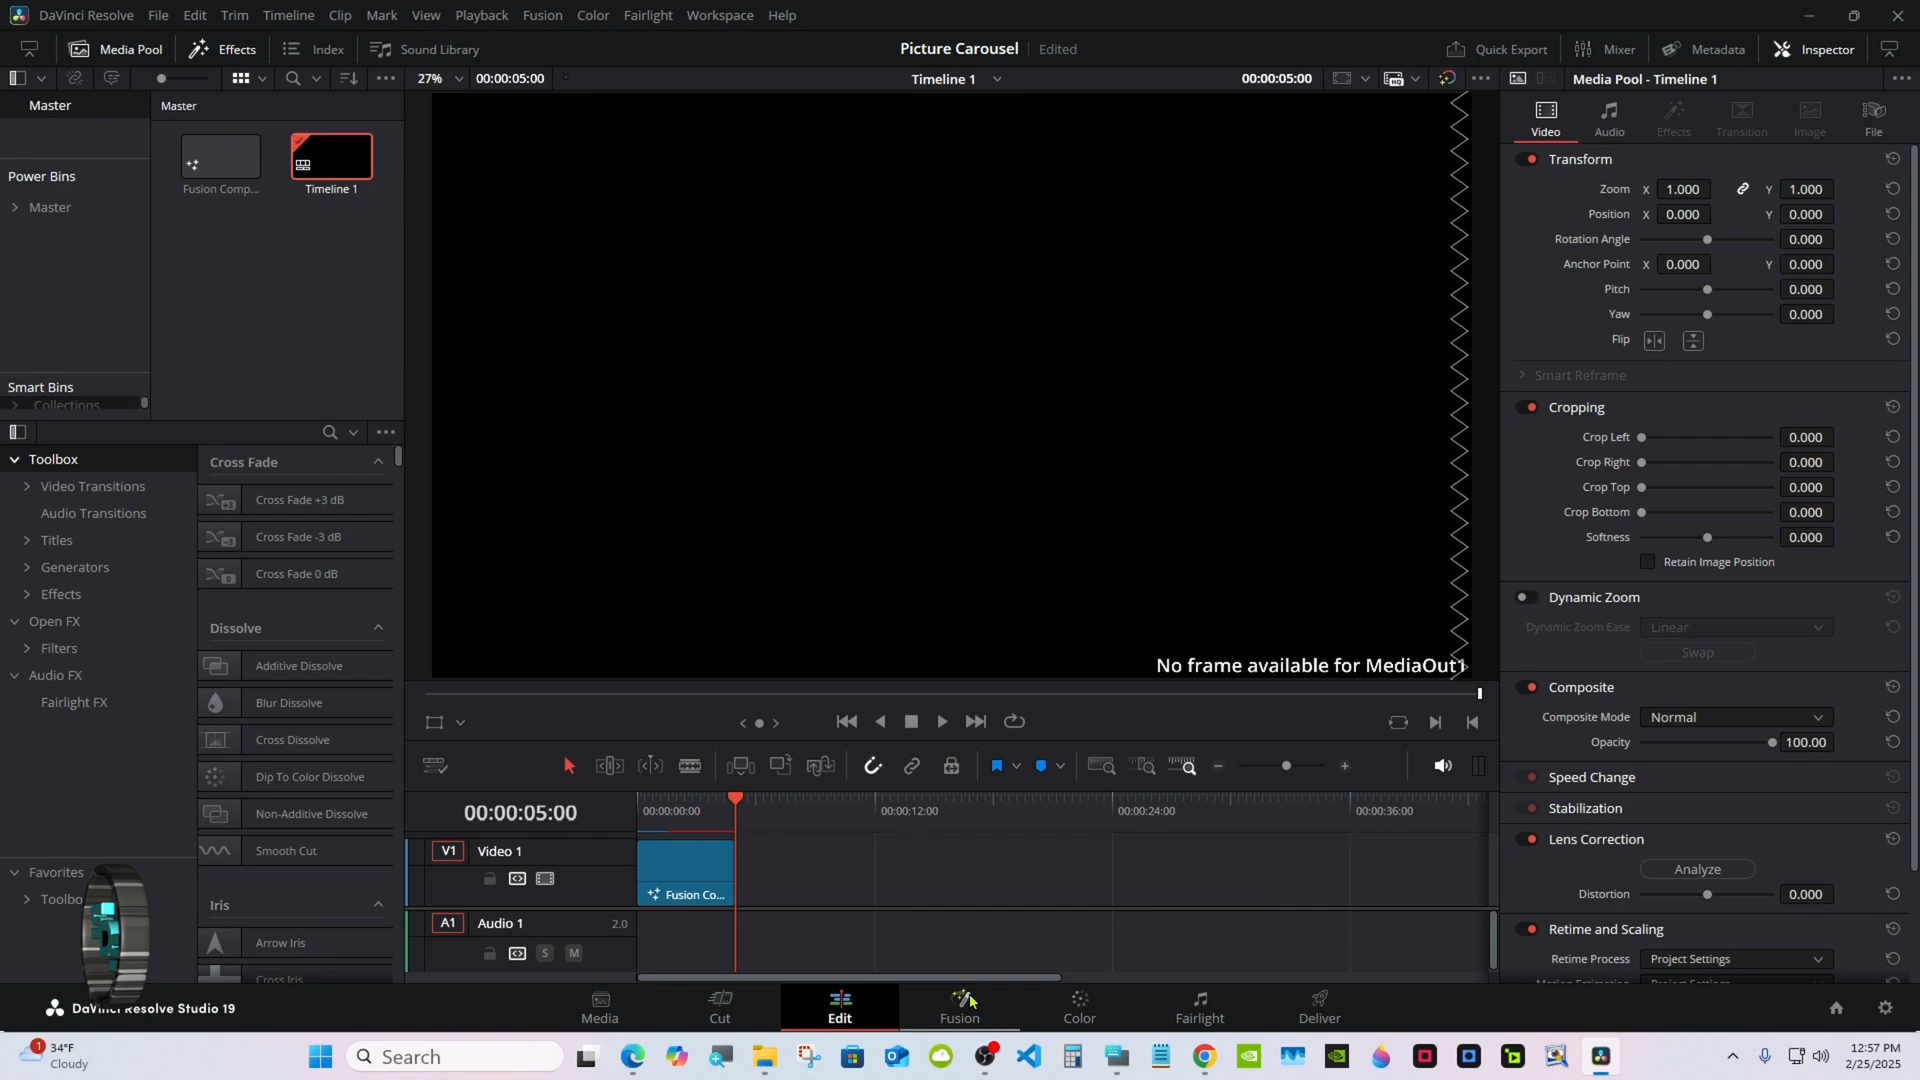 DaVinci Resolve File Edit Trim Timeline Clip Mark View Playback Fusion Color Fairlight Workspace Help
Media Pool Effects Index Sound Library Picture Carousel Edited Quick Export Mixer Metadata Inspector
27% 00:00:05:00 Timeline 1 00:00:05:00 Media Pool - Timeline 1
Master Master
Fusion Comp... Timeline 1
Power Bins
Master
Smart Bins
Collections
Video Audio Effects Transition Image File
Transform
Zoom X 1.000 Y 1.000
Position X 0.000 Y 0.000
Rotation Angle 0.000
Anchor Point X 0.000 Y 0.000
Pitch 0.000
Yaw 0.000
Flip
Smart Reframe
Cropping
Crop Left 0.000
Crop Right 0.000
Crop Top 0.000
Crop Bottom 0.000
Softness 0.000
Retain Image Position
Dynamic Zoom
Dynamic Zoom Ease Linear
Swap
Composite
Composite Mode Normal
Opacity 100.00
Speed Change
Stabilization
Lens Correction
Analyze
Distortion 0.000
Retime and Scaling
Retime Process Project Settings
Toolbox
Video Transitions
Audio Transitions
Titles
Generators
Effects
Open FX
Filters
Audio FX
Fairlight FX
Favorites
Toolbo
Cross Fade
Cross Fade +3 dB
Cross Fade -3 dB
Cross Fade 0 dB
Dissolve
Additive Dissolve
Blur Dissolve
Cross Dissolve
Dip To Color Dissolve
Non-Additive Dissolve
Smooth Cut
Iris
Arrow Iris
Cross Iris
No frame available for MediaOut1
00:00:05:00 00:00:00:00 00:00:12:00 00:00:24:00 00:00:36:00
V1 Video 1
Fusion Co...
A1 Audio 1 2.0
S M
DaVinci Resolve Studio 19
Media Cut Edit Fusion Color Fairlight Deliver
1 34°F
Cloudy
Search
12:57 PM
2/25/2025